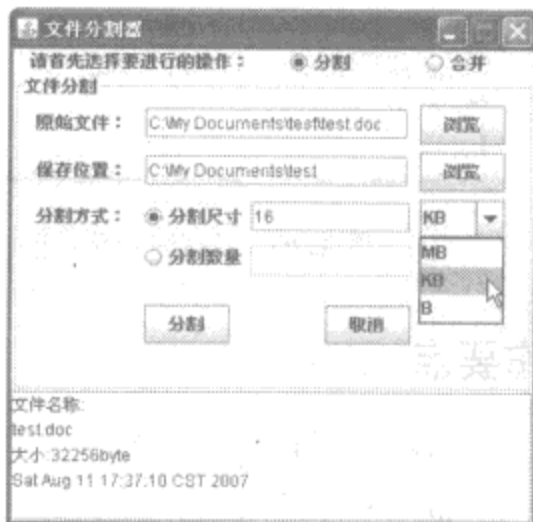 文件分割器
请首先选择要进行的操作： 分割 合并
文件分割
原始文件： C:\My Documents\test\test.doc 浏览
保存位置： C:\My Documents\test 浏览
分割方式： 分割尺寸 16 KB
MB
分割数量
KB
B
分割 取消
文件名称:
test.doc
大小:32256byte
Sat Aug 11 17:37:10 CST 2007